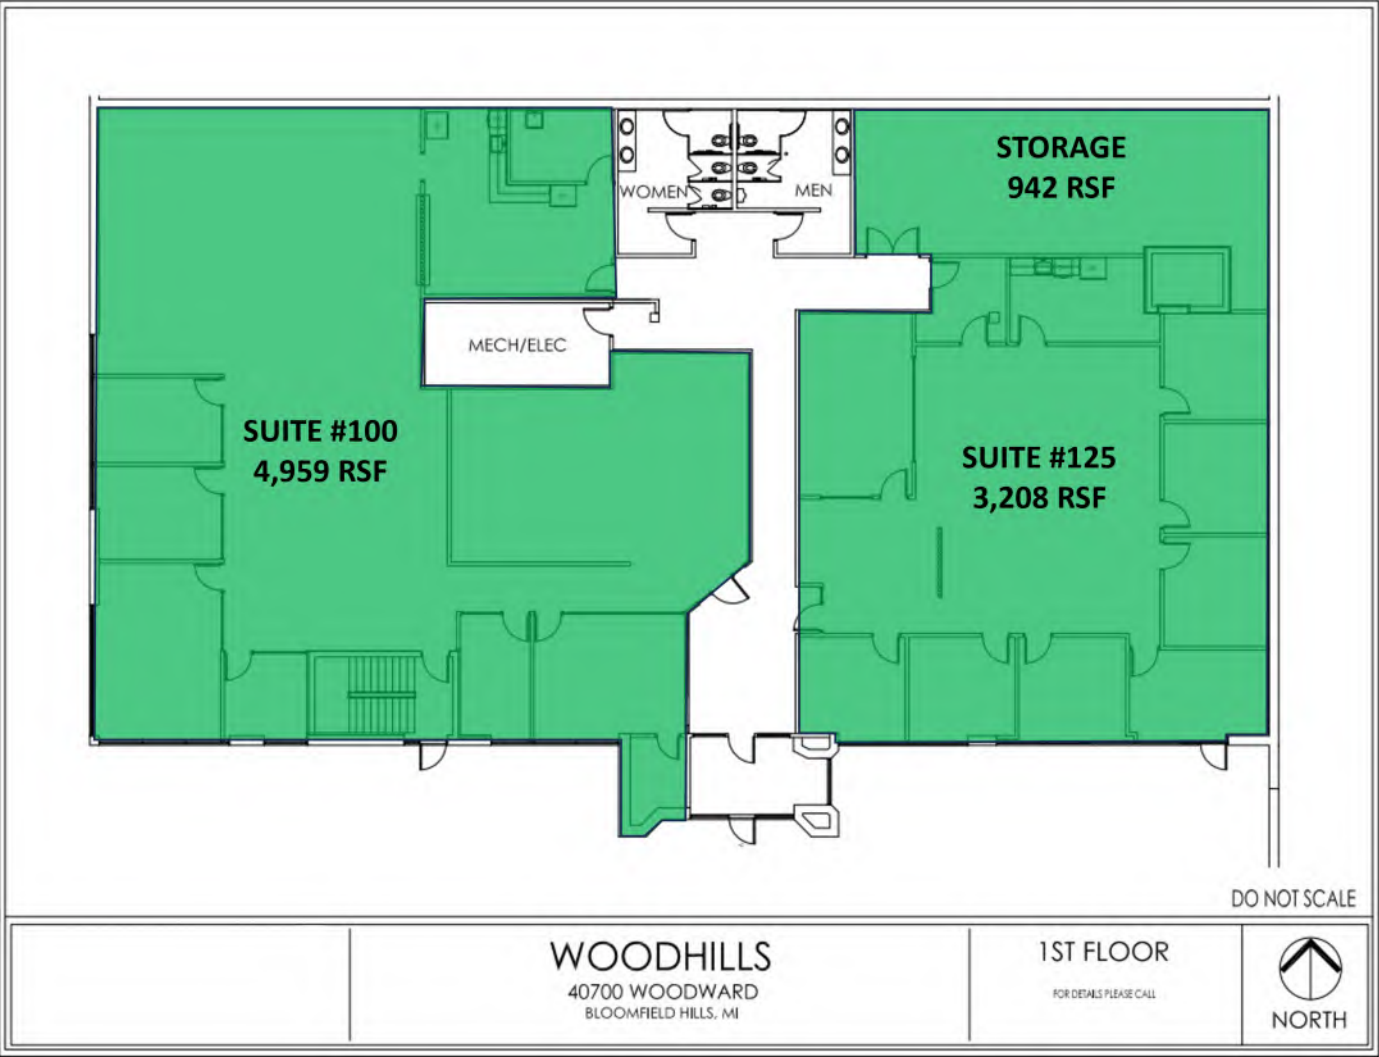 STORAGE
942 RSF
WOMEN
MEN
MECH/ELEC
SUITE #100
4,959 RSF
SUITE #125
3,208 RSF
DO NOT SCALE
WOODHILLS
40700 WOODWARD
BLOOMFIELD HILLS, MI
1ST FLOOR
FOR DETAILS PLEASE CALL
NORTH